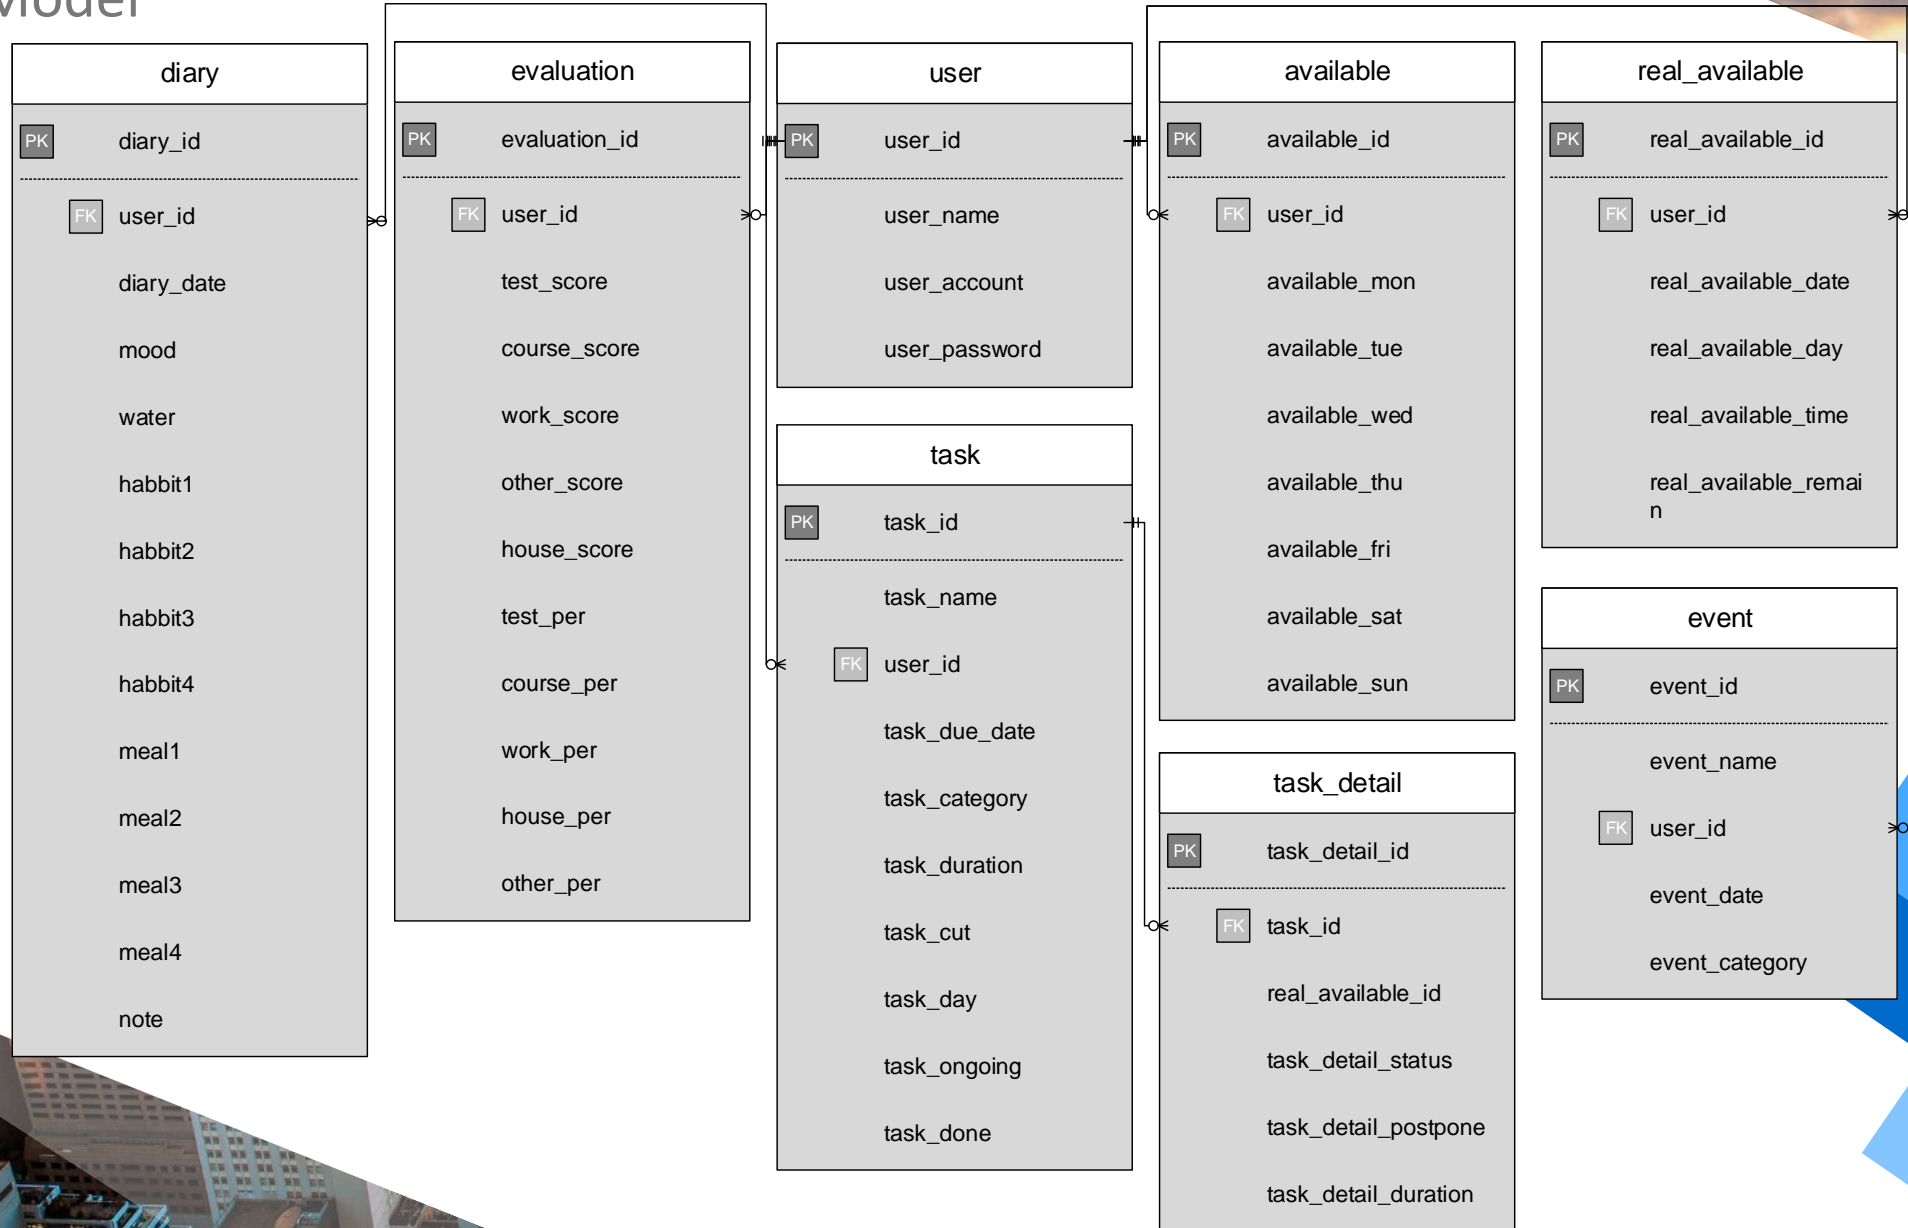 Model
diary
PK diary_id
FK user_id
diary_date
mood
water
habbit1
habbit2
habbit3
habbit4
meal1
meal2
meal3
meal4
note
evaluation
PK evaluation_id
FK user_id
test_score
course_score
work_score
other_score
house_score
test_per
course_per
work_per
house_per
other_per
user
PK user_id
user_name
user_account
user_password
task
PK task_id
task_name
FK user_id
task_due_date
task_category
task_duration
task_cut
task_day
task_ongoing
task_done
available
PK available_id
FK user_id
available_mon
available_tue
available_wed
available_thu
available_fri
available_sat
available_sun
task_detail
PK task_detail_id
FK task_id
real_available_id
task_detail_status
task_detail_postpone
task_detail_duration
real_available
PK real_available_id
FK user_id
real_available_date
real_available_day
real_available_time
real_available_remai
n
event
PK event_id
event_name
FK user_id
event_date
event_category